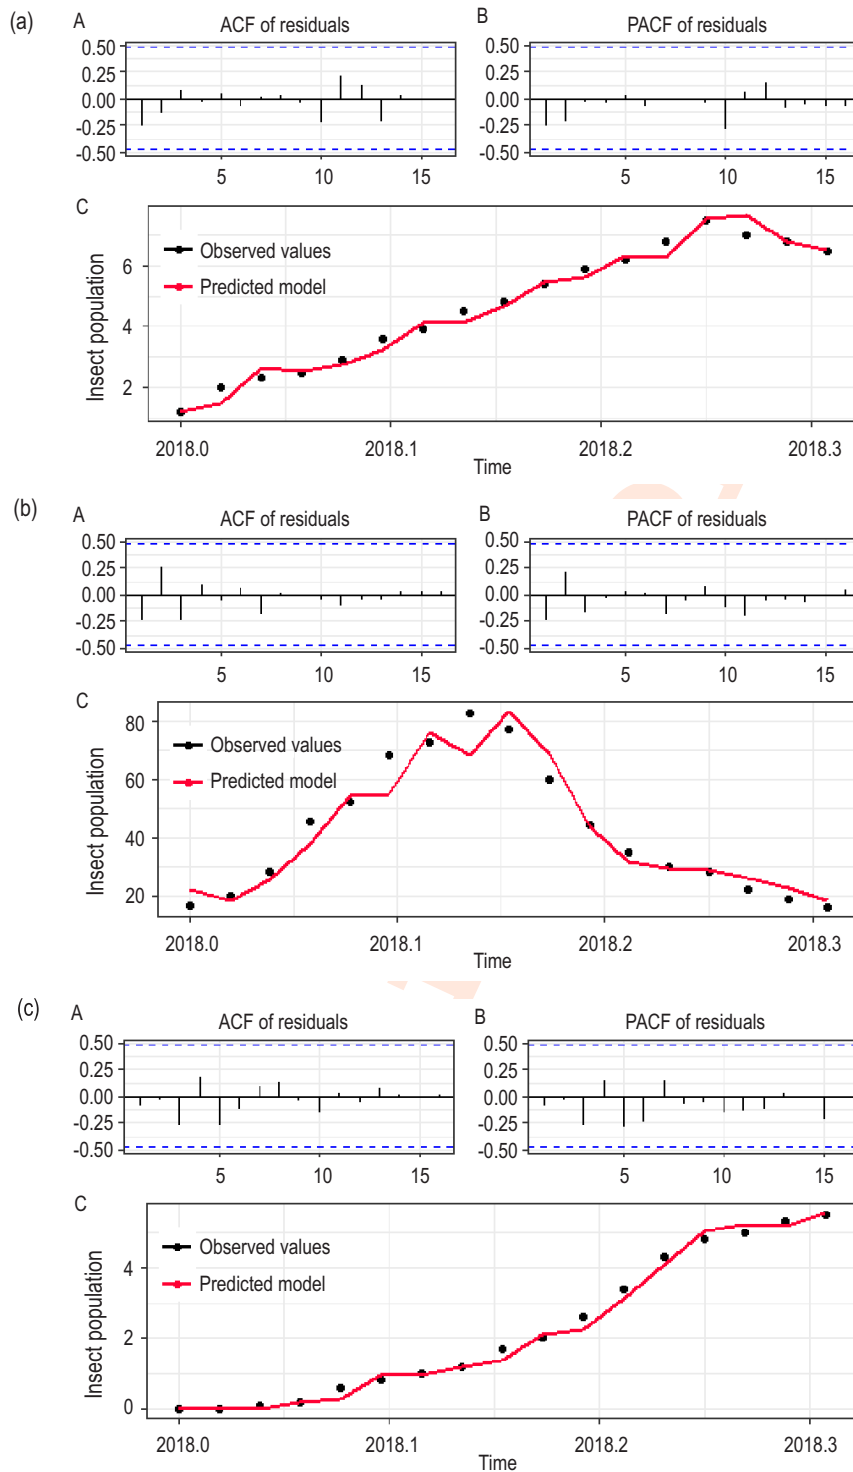 (a)
A
ACF of residuals
0.50
0.25
0.00
-0.25
-0.50
5
10
15
B
PACF of residuals
0.50
0.25
0.00
-0.25
-0.50
5
10
15
C
Insect population
6
4
2
Observed values
Predicted model
2018.0
2018.1
2018.2
2018.3
Time
(b)
A
ACF of residuals
0.50
0.25
0.00
-0.25
-0.50
5
10
15
B
PACF of residuals
0.50
0.25
0.00
-0.25
-0.50
5
10
15
C
Insect population
80
60
40
20
Observed values
Predicted model
2018.0
2018.1
2018.2
2018.3
Time
(c)
A
ACF of residuals
0.50
0.25
0.00
-0.25
-0.50
5
10
15
B
PACF of residuals
0.50
0.25
0.00
-0.25
-0.50
5
10
15
C
Insect population
4
2
0
Observed values
Predicted model
2018.0
2018.1
2018.2
2018.3
Time